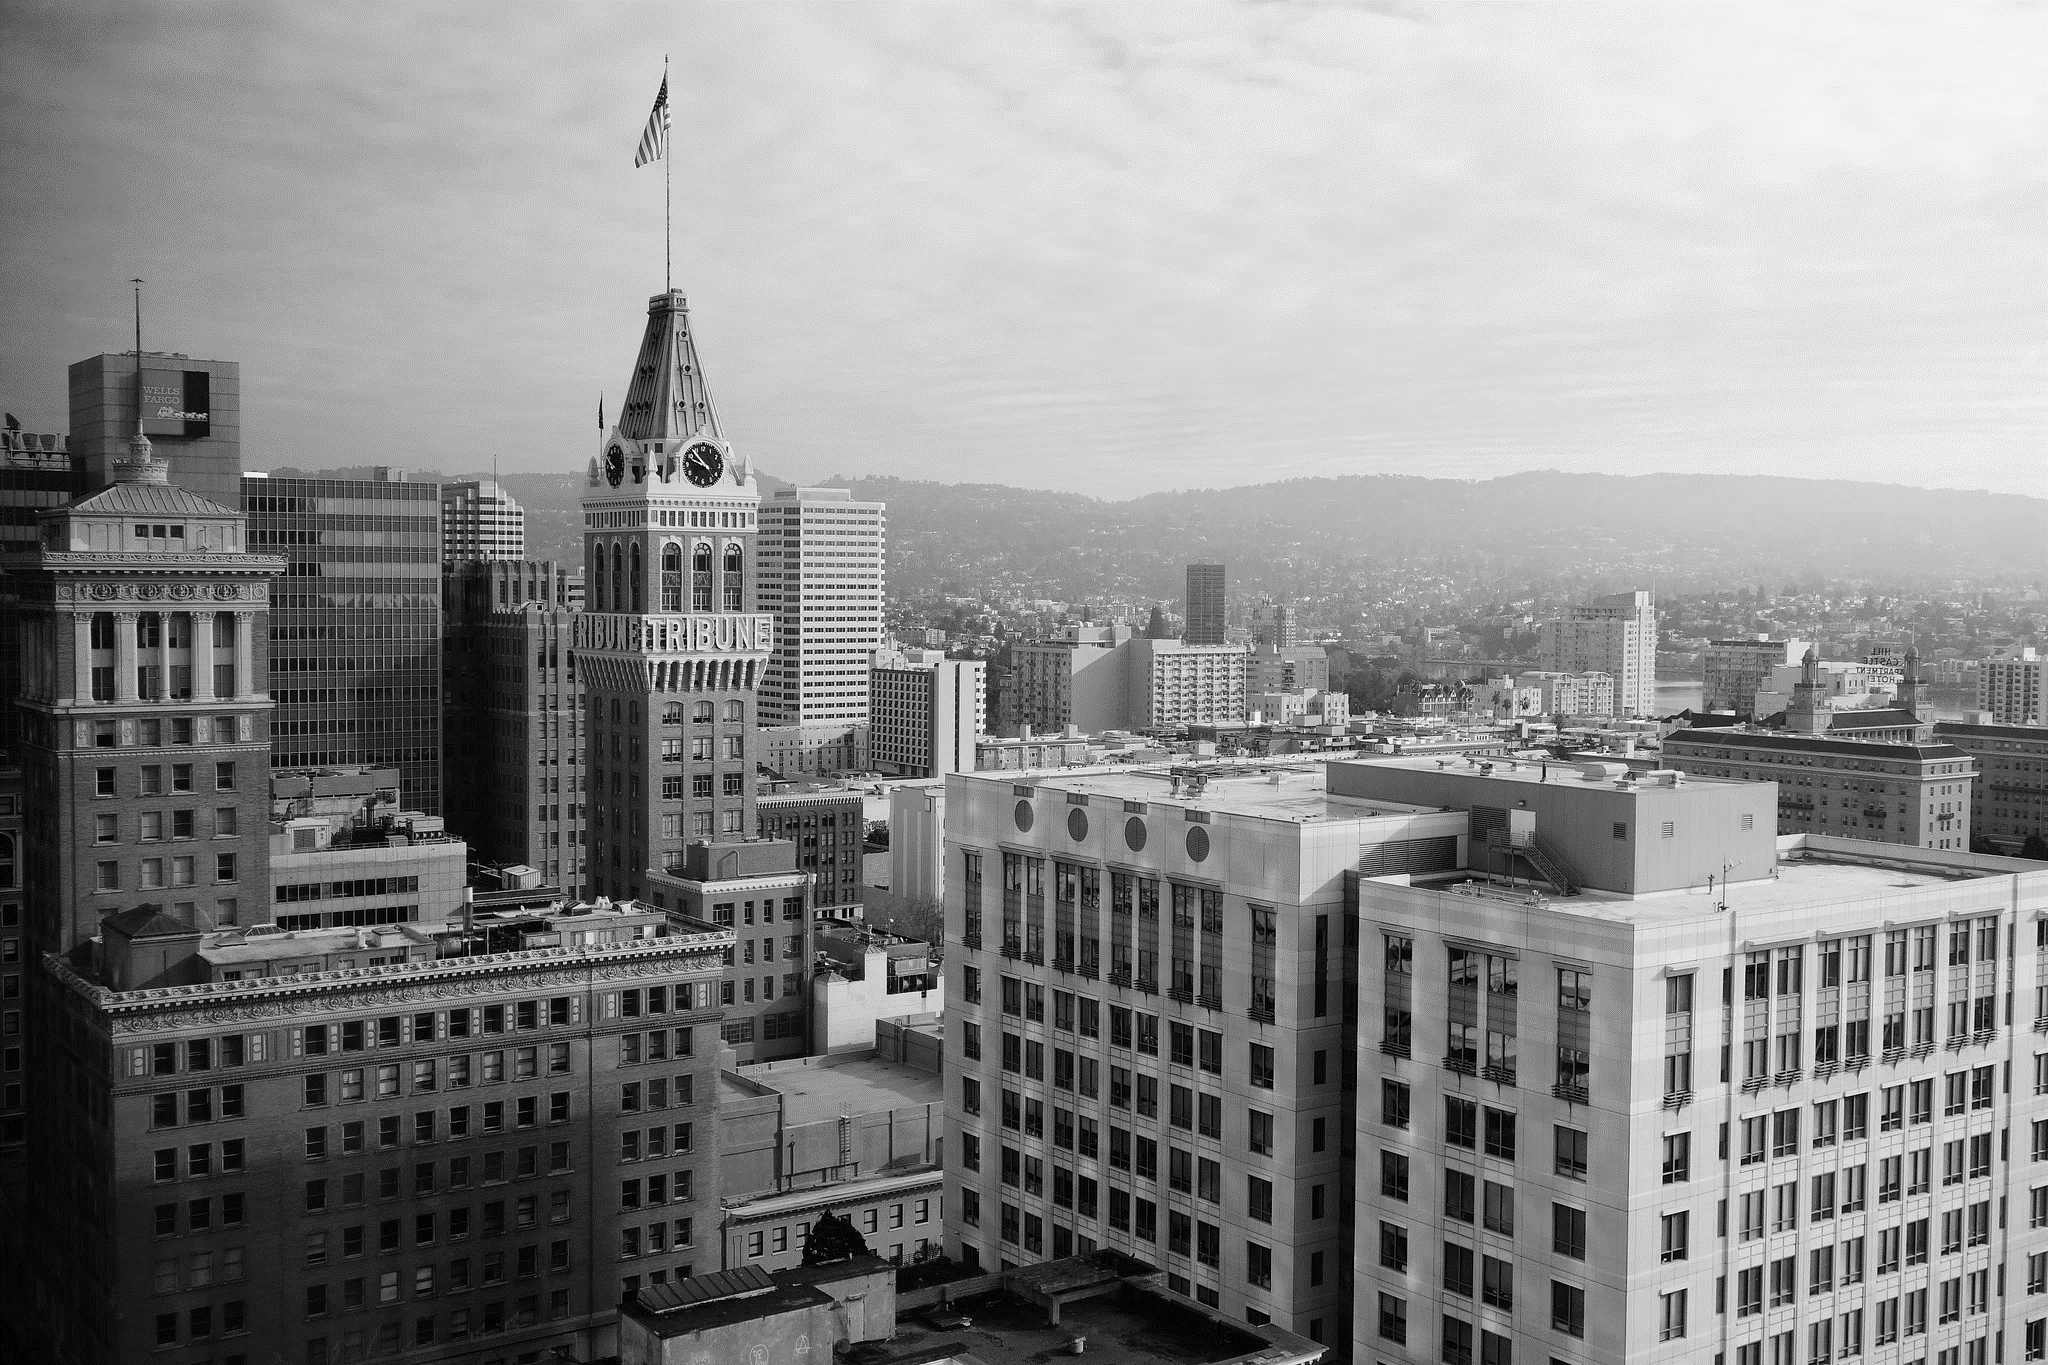 WELLS
FARGO
TRIBUNE TRIBUNE
HILL
CASTLE
APARTMENT
HOTEL